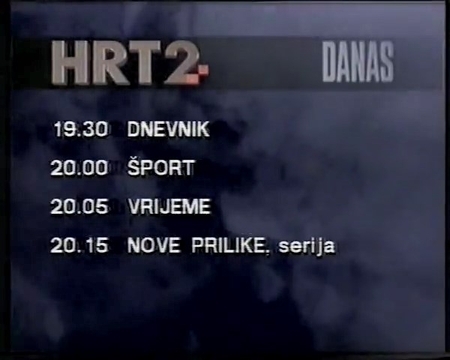 HRT2 DANAS
19.30 DNEVNIK
20.00 ŠPORT
20.05 VRIJEME
20.15 NOVE PRILIKE, serija